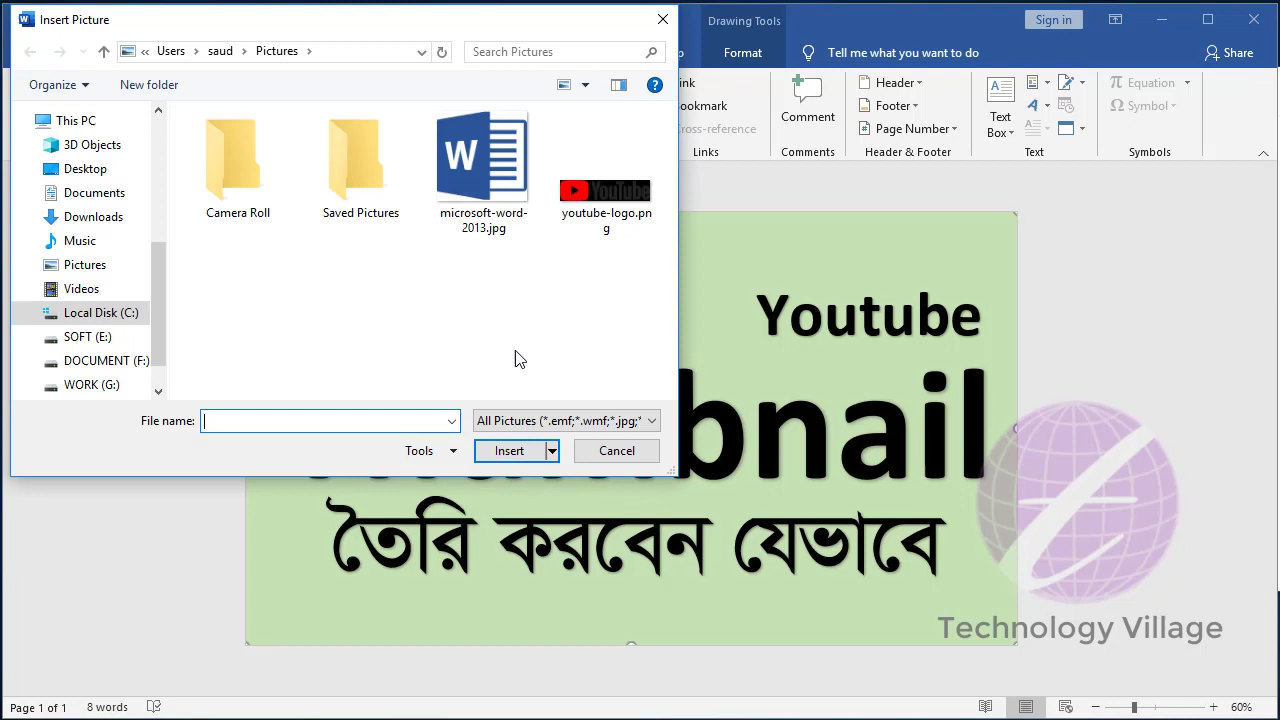 Insert Picture
Drawing Tools
Sign in
Users
saud
Pictures
Search Pictures
Format
Tell me what you want to do
Share
Organize
New folder
This PC
3D Objects
Desktop
Documents
Downloads
Music
Pictures
Videos
Local Disk (C:)
SOFT (E:)
DOCUMENT (F:)
WORK (G:)
Camera Roll
Saved Pictures
microsoft-word-
2013.jpg
YouTube
youtube-logo.pn
g
Comment
Comments
Links
Header
Footer
Page Number
Header & Footer
Text
Box
Text
Equation
Symbol
Symbols
File name:
All Pictures (*.emf;*.wmf;*.jpg;*
Tools
Insert
Cancel
Youtube
bnail
তৈরি করবেন যেভাবে
Technology Village
Page 1 of 1
8 words
60%